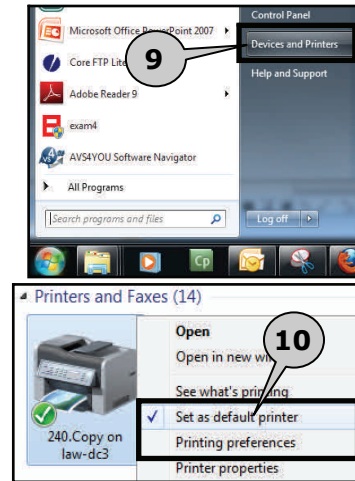 Microsoft Office PowerPoint 2007
Core FTP Lite
Adobe Reader 9
exam4
AVS4YOU Software Navigator
All Programs
Search programs and files
Control Panel
Devices and Printers
Help and Support
Log off
9
Cp
Printers and Faxes (14)
240.Copy on
law-dc3
Open
Open in new
See what's printing
Set as default printer
Printing preferences
Printer properties
10